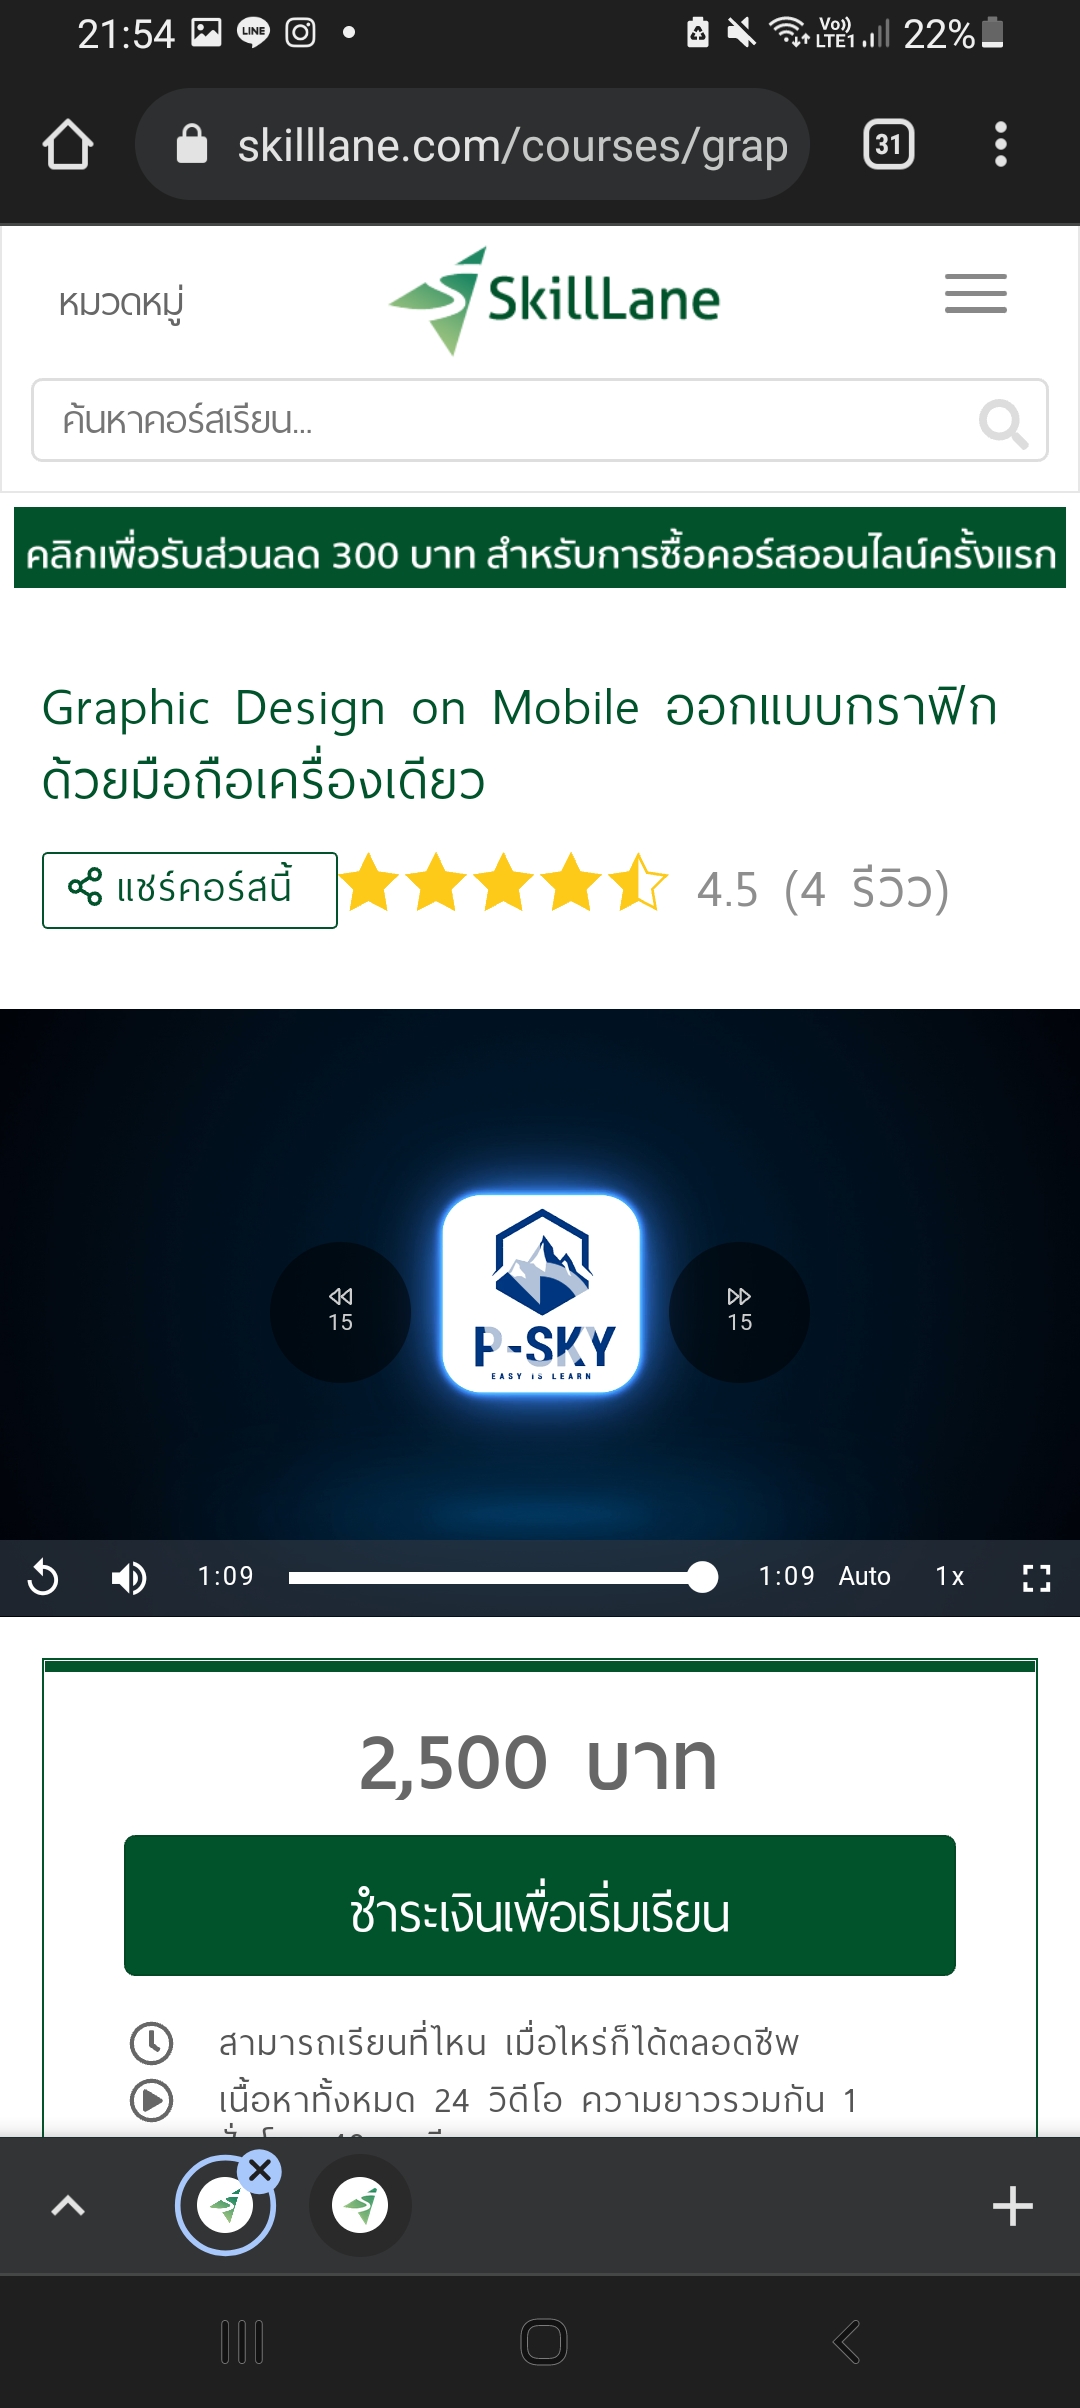 21:54 LINE Vo)) LTE1 22%
skilllane.com/courses/grap 31
หมวดหมู่ SkillLane
ค้นหาคอร์สเรียน...
คลิกเพื่อรับส่วนลด 300 บาท สำหรับการซื้อคอร์สออนไลน์ครั้งแรก
Graphic Design on Mobile ออกแบบกราฟิก
ด้วยมือถือเครื่องเดียว
แชร์คอร์สนี้ 4.5 (4 รีวิว)
15 15
P-SKY
EASY IS LEARN
1:09 1:09 Auto 1x
2,500 บาท
ชำระเงินเพื่อเริ่มเรียน
สามารถเรียนที่ไหน เมื่อไหร่ก็ได้ตลอดชีพ
เนื้อหาทั้งหมด 24 วิดีโอ ความยาวรวมกัน 1